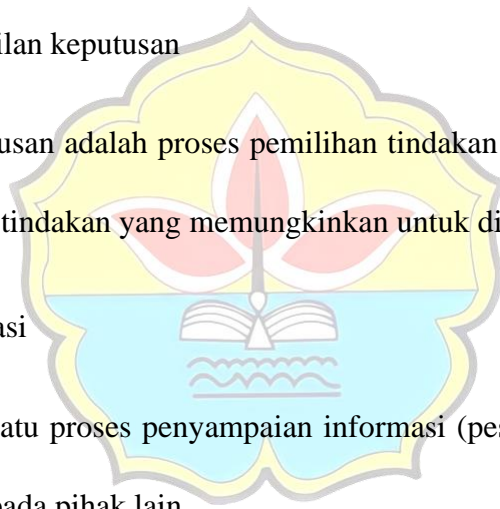 ilan keputusan
usan adalah proses pemilihan tindakan
tindakan yang memungkinkan untuk di
asi
atu proses penyampaian informasi (pes
pada pihak lain